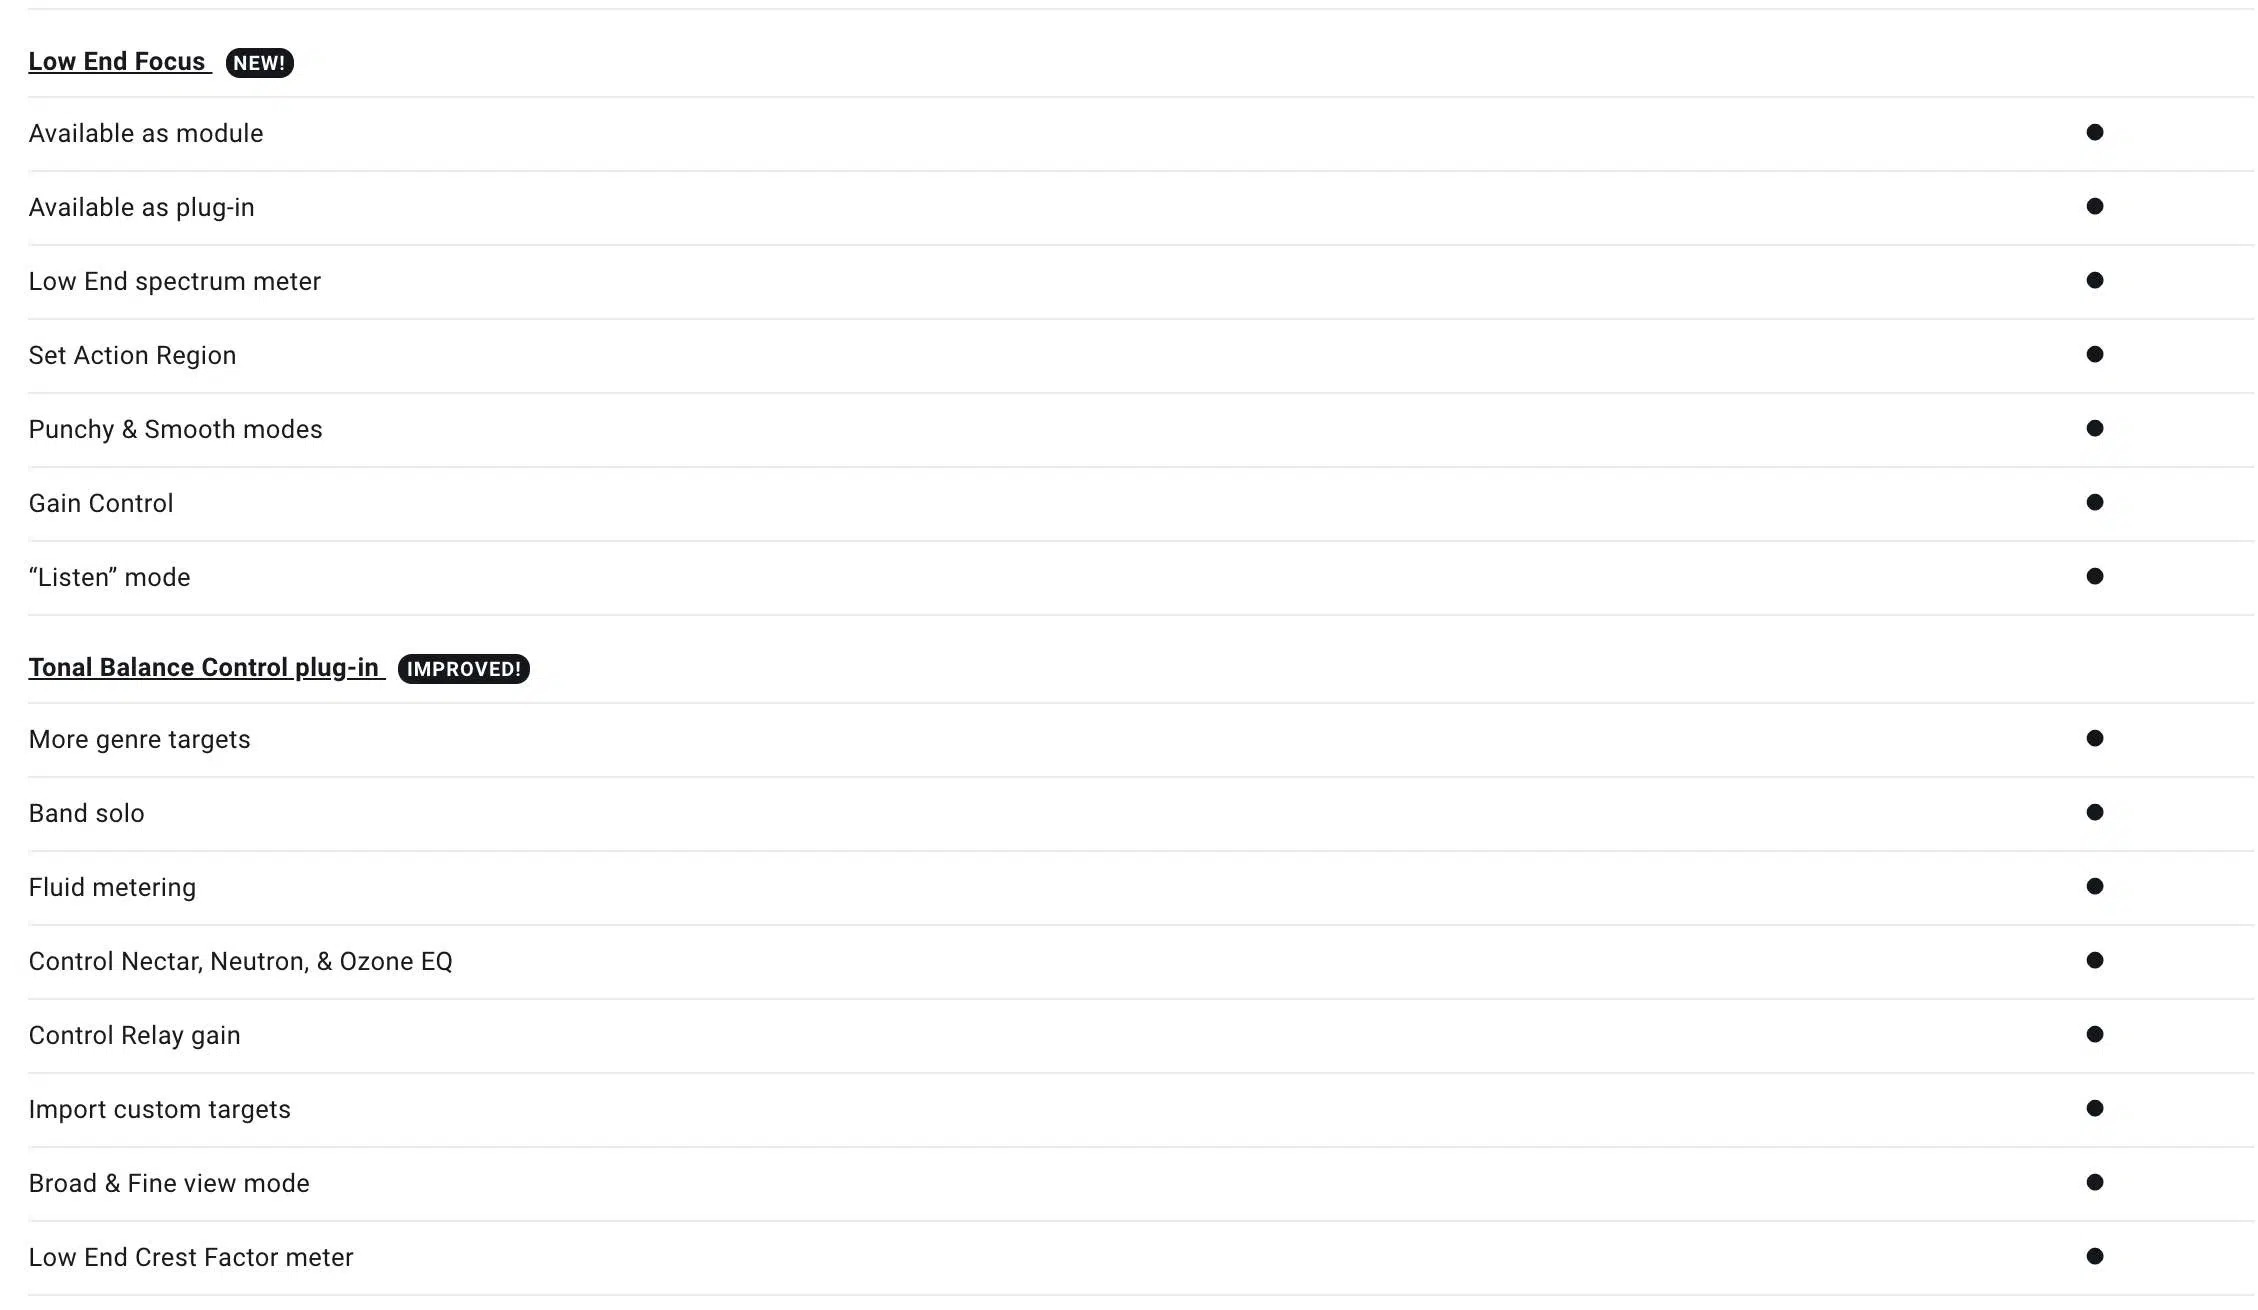 Low End Focus NEW!
Available as module
Available as plug-in
Low End spectrum meter
Set Action Region
Punchy & Smooth modes
Gain Control
“Listen” mode
Tonal Balance Control plug-in IMPROVED!
More genre targets
Band solo
Fluid metering
Control Nectar, Neutron, & Ozone EQ
Control Relay gain
Import custom targets
Broad & Fine view mode
Low End Crest Factor meter